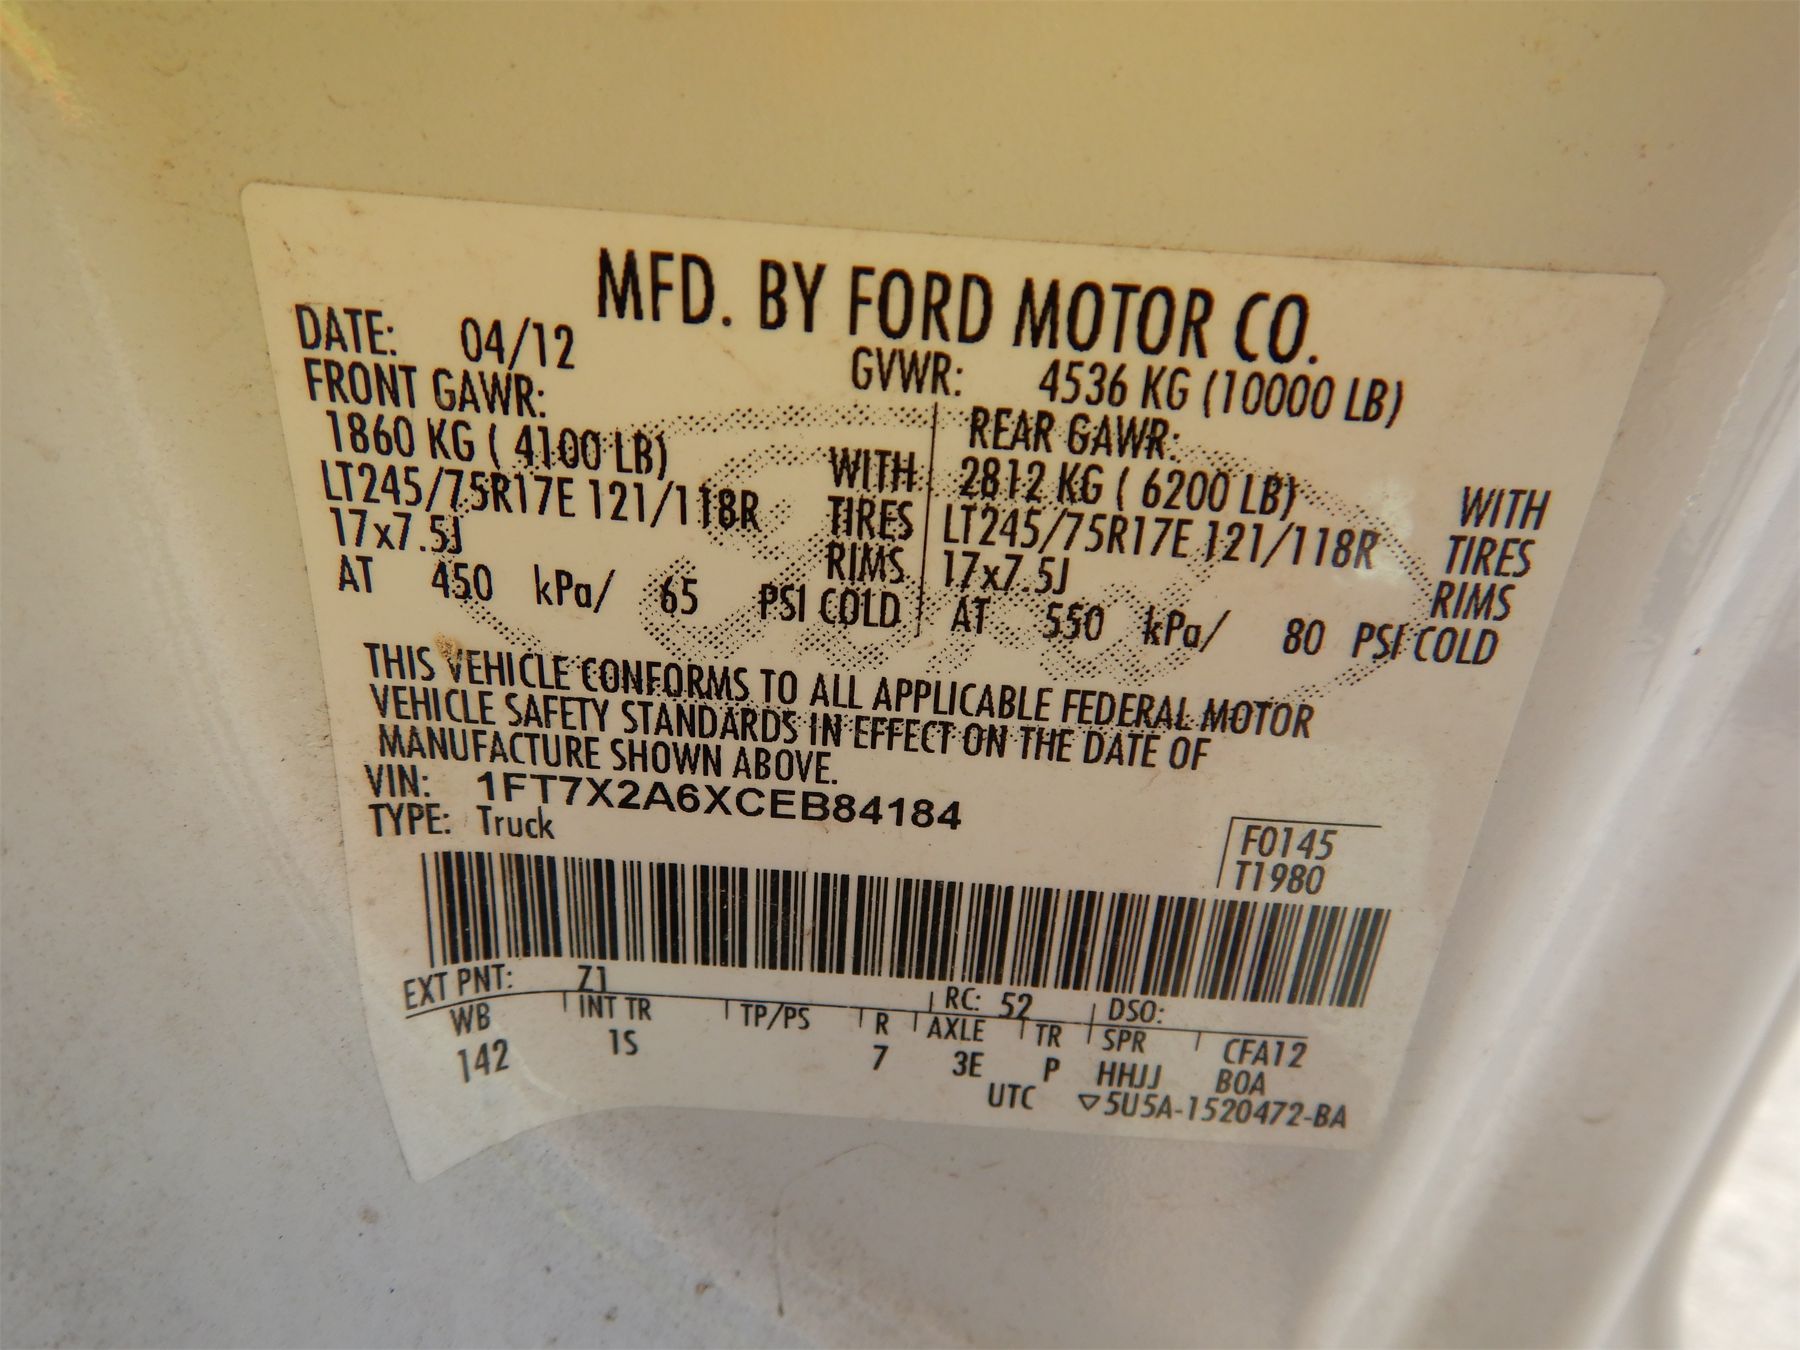 MFD. BY FORD MOTOR CO.
DATE: 04/12 GVWR: 4536 KG (10000 LB)
FRONT GAWR: REAR GAWR:
1860 KG ( 4100 LB) WITH 2812 KG ( 6200 LB) WITH
LT245/75R17E 121/118R TIRES LT245/75R17E 121/118R TIRES
17x7.5J RIMS 17x7.5J RIMS
AT 450 kPa/ 65 PSI COLD AT 550 kPa/ 80 PSI COLD
THIS VEHICLE CONFORMS TO ALL APPLICABLE FEDERAL MOTOR
VEHICLE SAFETY STANDARDS IN EFFECT ON THE DATE OF
MANUFACTURE SHOWN ABOVE.
VIN: 1FT7X2A6XCEB84184
TYPE: Truck
F0145
T1980
EXT PNT: Z1 RC: 52 DSO:
WB INT TR TP/PS R AXLE TR SPR CFA12
142 1S 7 3E P HHJJ BOA
UTC ▽5U5A-1520472-BA